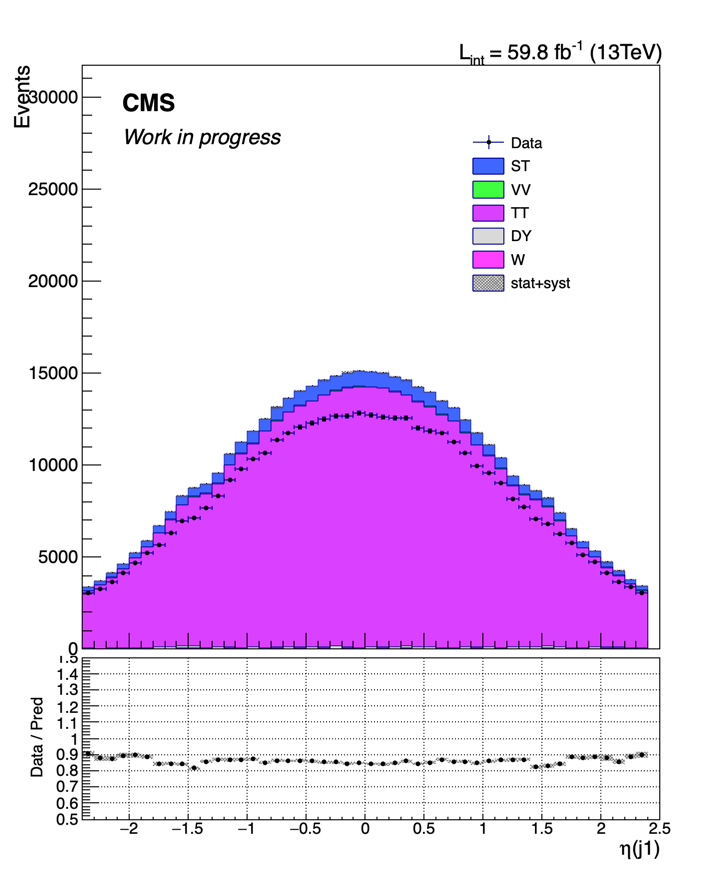 L_int = 59.8 fb⁻¹ (13TeV)
Events
CMS
Work in progress
Data
ST
VV
TT
DY
W
stat+syst
30000
25000
20000
15000
10000
5000
0
Data / Pred
1.5
1.4
1.3
1.2
1.1
1
0.9
0.8
0.7
0.6
0.5
−2 −1.5 −1 −0.5 0 0.5 1 1.5 2 2.5
η(j1)